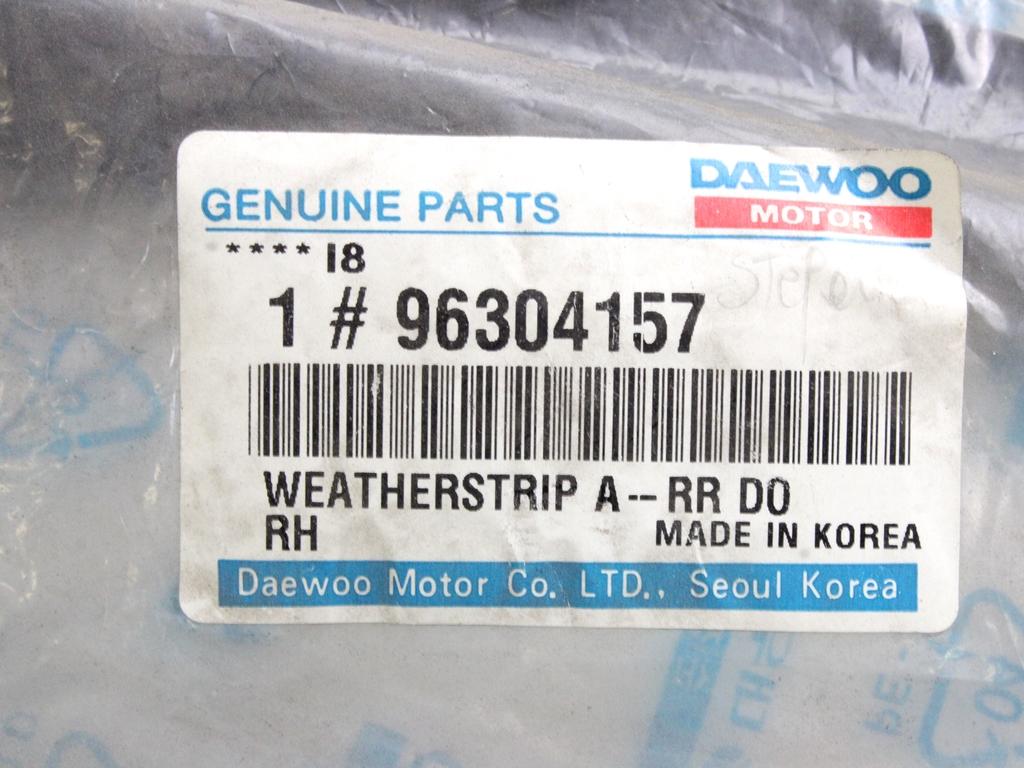 GENUINE PARTS
DAEWOO
MOTOR
**** 18
1 # 96304157
WEATHERSTRIP A--RR DO
RH
MADE IN KOREA
Daewoo Motor Co. LTD., Seoul Korea